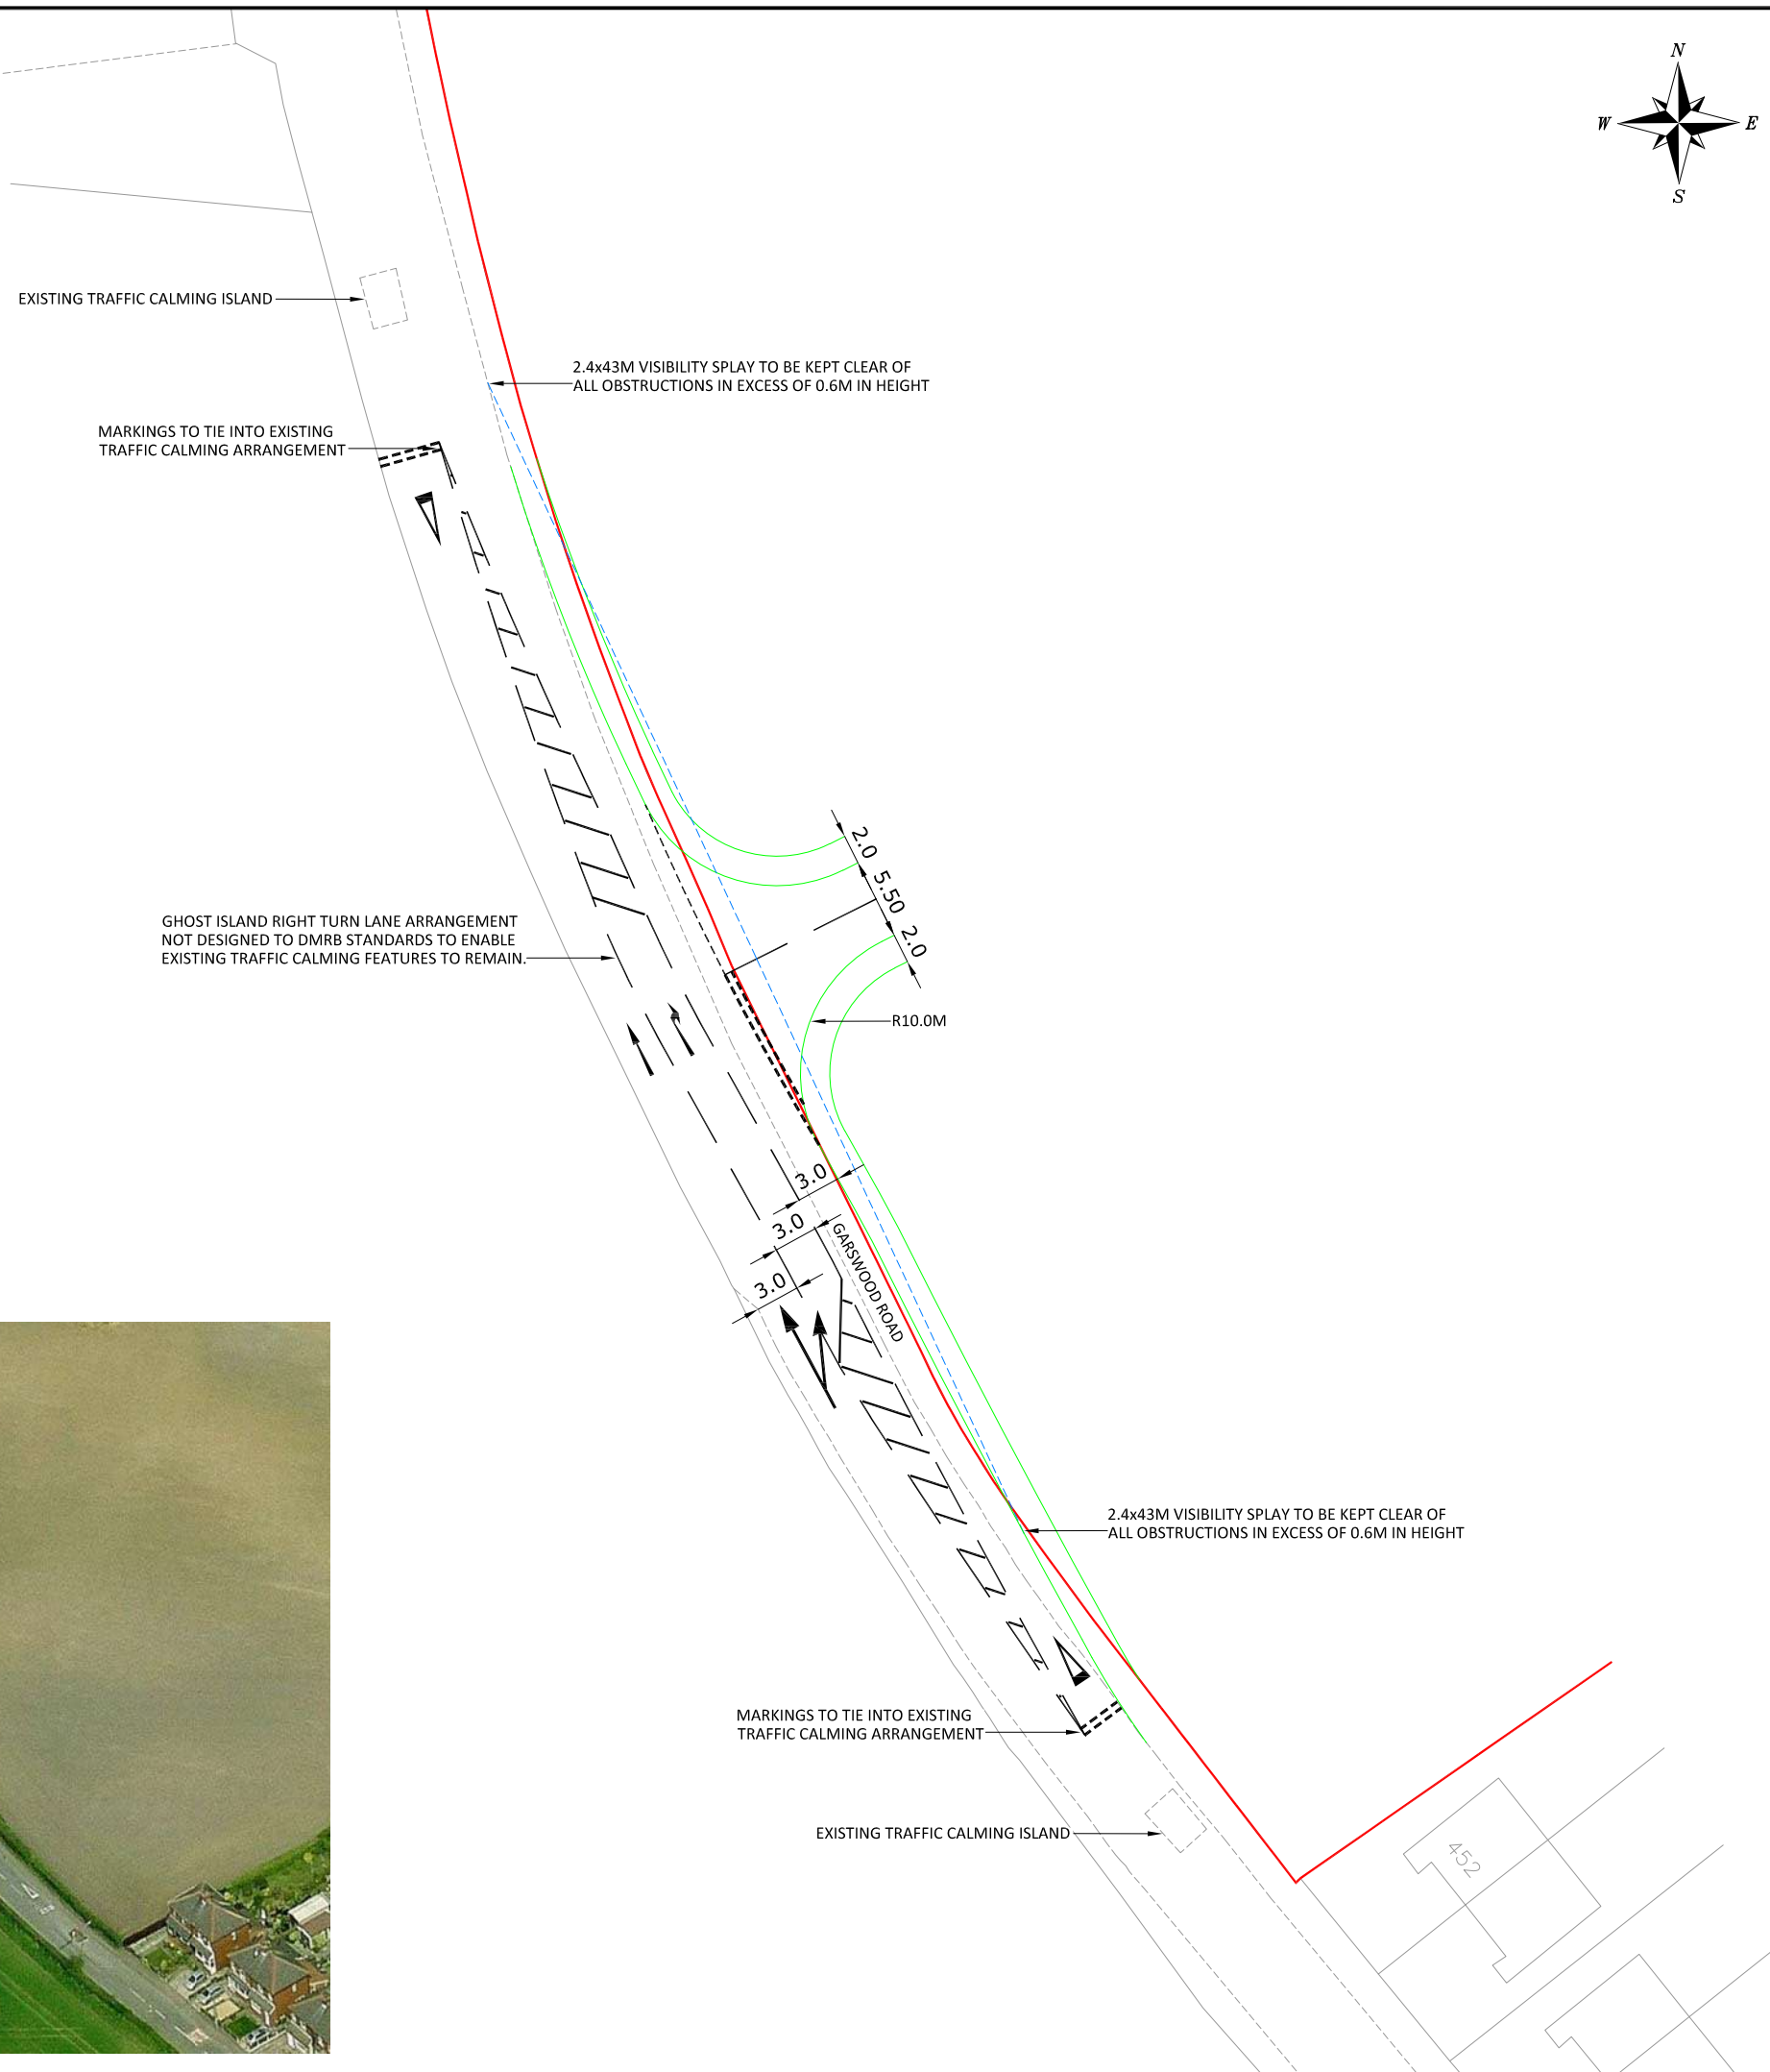 N
W
E
S
EXISTING TRAFFIC CALMING ISLAND
2.4x43M VISIBILITY SPLAY TO BE KEPT CLEAR OF
ALL OBSTRUCTIONS IN EXCESS OF 0.6M IN HEIGHT
MARKINGS TO TIE INTO EXISTING
TRAFFIC CALMING ARRANGEMENT
2.0
5.50
2.0
GHOST ISLAND RIGHT TURN LANE ARRANGEMENT
NOT DESIGNED TO DMRB STANDARDS TO ENABLE
EXISTING TRAFFIC CALMING FEATURES TO REMAIN.
R10.0M
3.0
3.0
3.0
GARSWOOD ROAD
2.4x43M VISIBILITY SPLAY TO BE KEPT CLEAR OF
ALL OBSTRUCTIONS IN EXCESS OF 0.6M IN HEIGHT
MARKINGS TO TIE INTO EXISTING
TRAFFIC CALMING ARRANGEMENT
EXISTING TRAFFIC CALMING ISLAND
452